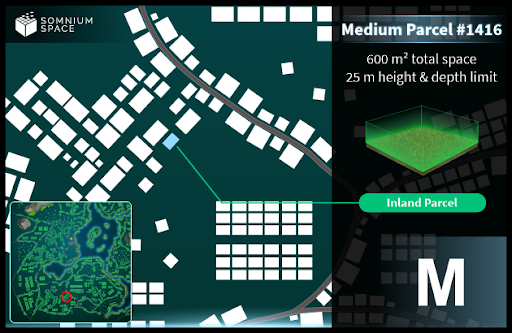 SOMNIUM
SPACE
Medium Parcel #1416
600 m² total space
25 m height & depth limit
Inland Parcel
M